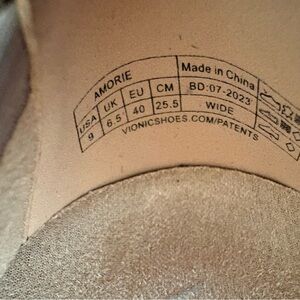 AMORIE
USA UK EU CM
9 6.5 40 25.5
Made in China
BD:07-2023
WIDE
VIONICSHOES.COM/PATENTS